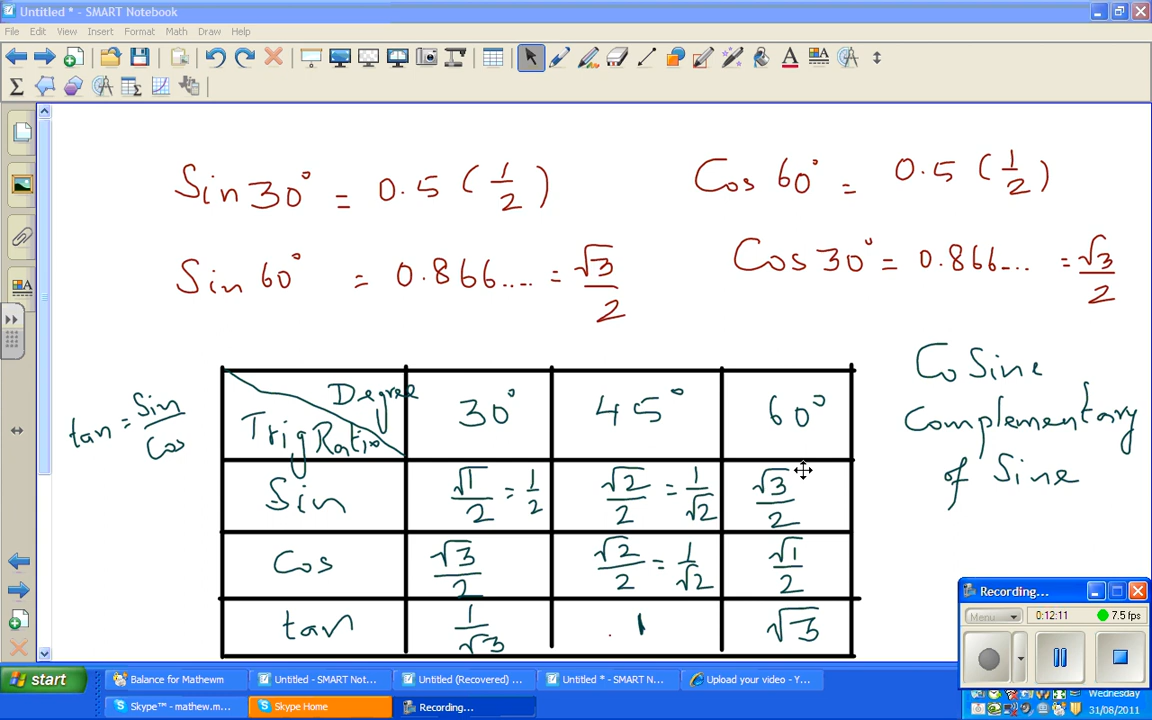 Untitled * - SMART Notebook
File Edit View Insert Format Math Draw Help
Sin 30° = 0.5 (1/2)
Cos 60° = 0.5 (1/2)
Sin 60° = 0.866.... = √3/2
Cos 30° = 0.866... = √3/2
CoSine
Complementary
of Sine
tan = Sin/Cos
Degree
Trig Ratio
30° 45° 60°
Sin √1/2 = 1/2 √2/2 = 1/√2 √3/2
Cos √3/2 √2/2 = 1/√2 √1/2
tan 1/√3 1 √3
Recording...
Menu 0:12:11 7.5 fps
start
Balance for Mathewm
Untitled - SMART Not...
Untitled (Recovered) ...
Untitled * - SMART N...
Upload your video - Y...
Skype™ - mathew.m...
Skype Home
Recording...
Wednesday
31/08/2011